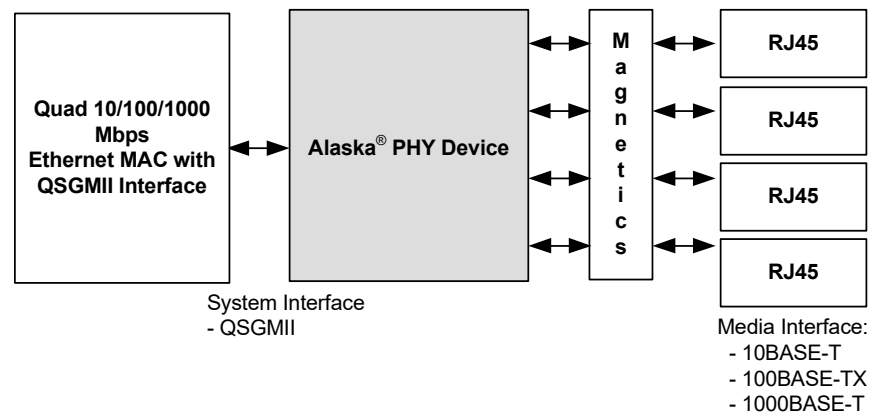 Quad 10/100/1000
Mbps
Ethernet MAC with
QSGMII Interface
Alaska® PHY Device
M
a
g
n
e
t
i
c
s
RJ45
RJ45
RJ45
RJ45
System Interface
- QSGMII
Media Interface:
- 10BASE-T
- 100BASE-TX
- 1000BASE-T